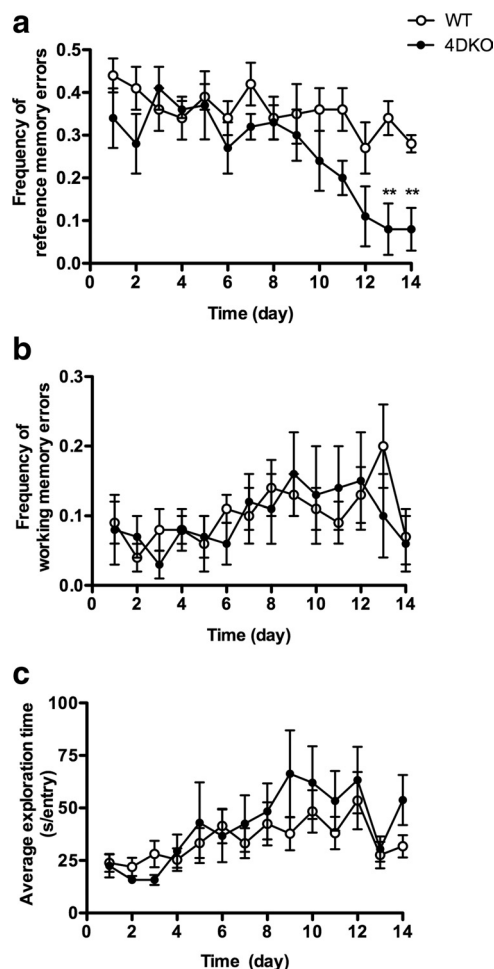 a
WT
4DKO
Frequency of
reference memory errors
0.5
0.4
0.3
0.2
0.1
0.0
** **
0 2 4 6 8 10 12 14
Time (day)
b
Frequency of
working memory errors
0.3
0.2
0.1
0.0
0 2 4 6 8 10 12 14
Time (day)
c
Average exploration time
(s/entry)
100
75
50
25
0
0 2 4 6 8 10 12 14
Time (day)